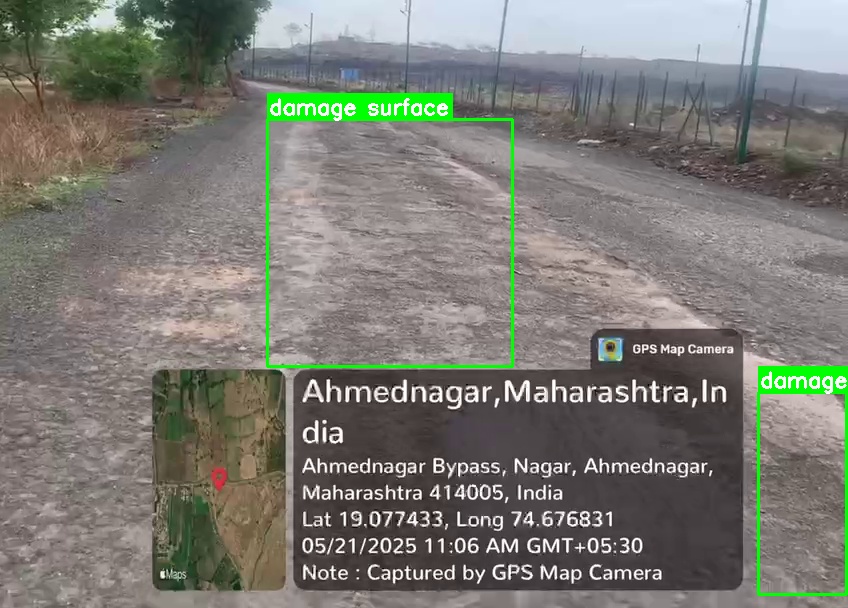 damage surface
GPS Map Camera
damage
Ahmednagar,Maharashtra,In
dia
Ahmednagar Bypass, Nagar, Ahmednagar,
Maharashtra 414005, India
Lat 19.077433, Long 74.676831
05/21/2025 11:06 AM GMT+05:30
Note : Captured by GPS Map Camera
Maps